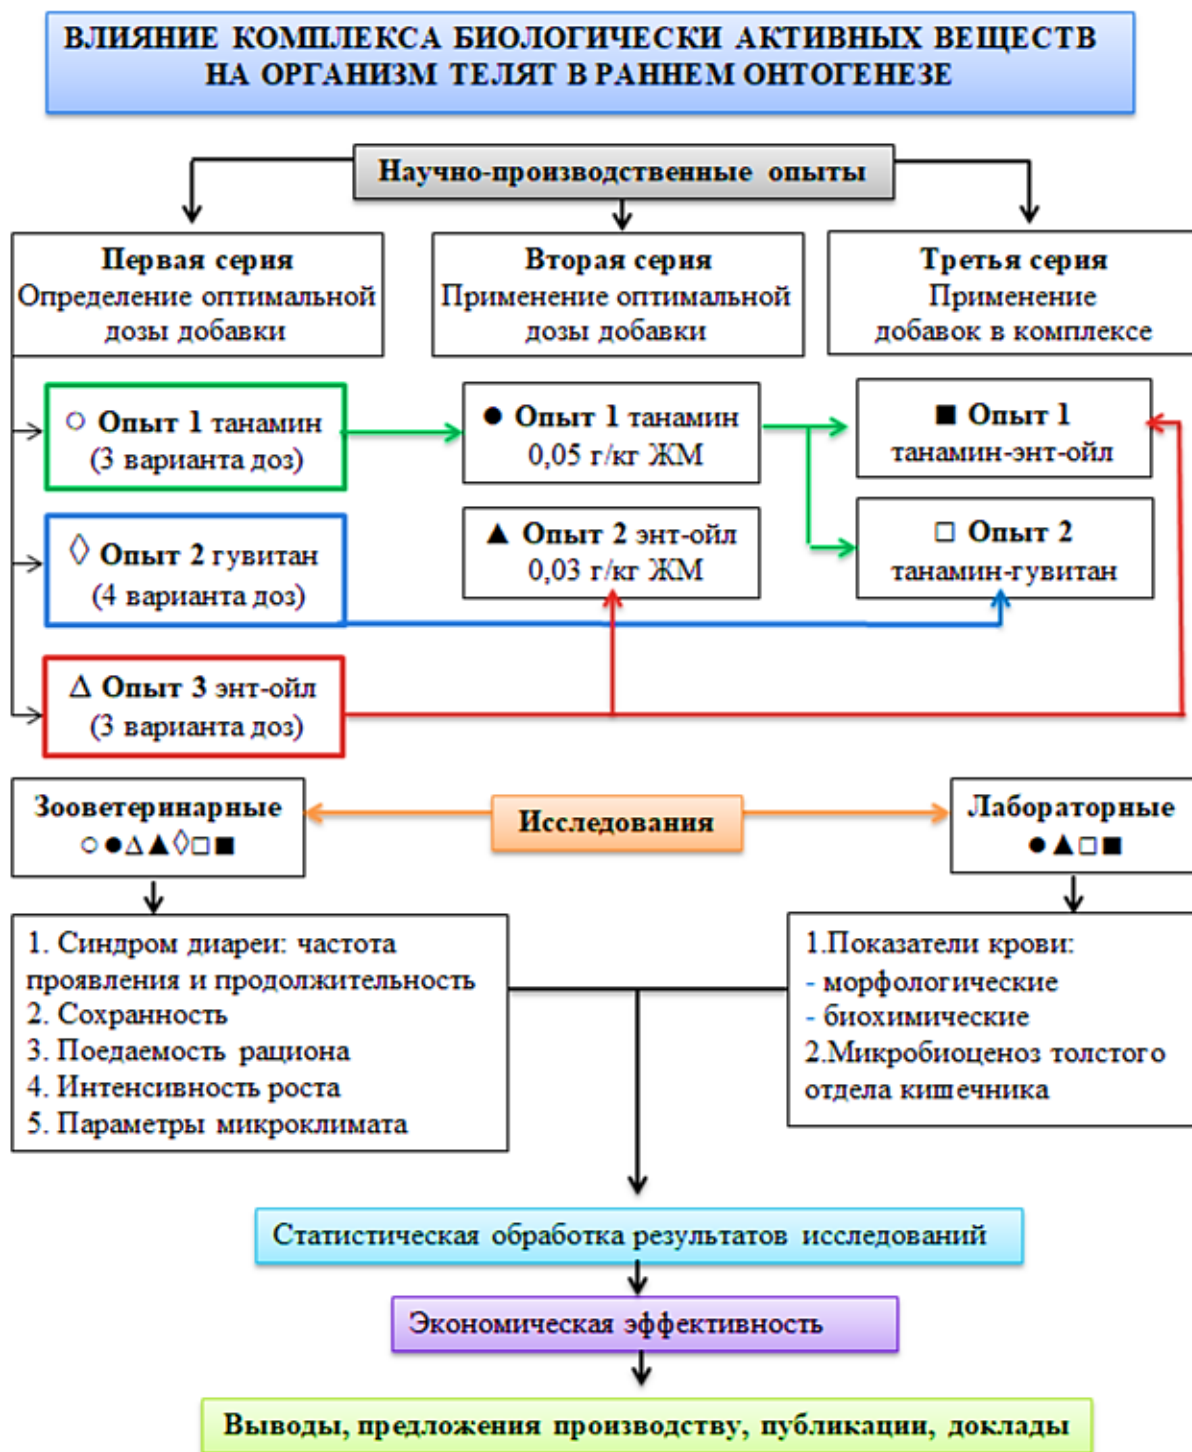 ВЛИЯНИЕ КОМПЛЕКСА БИОЛОГИЧЕСКИ АКТИВНЫХ ВЕЩЕСТВ
НА ОРГАНИЗМ ТЕЛЯТ В РАННЕМ ОНТОГЕНЕЗЕ
Научно-производственные опыты
Первая серия
Определение оптимальной
дозы добавки
Вторая серия
Применение оптимальной
дозы добавки
Третья серия
Применение
добавок в комплексе
○ Опыт 1 танамин
(3 варианта доз)
● Опыт 1 танамин
0,05 г/кг ЖМ
■ Опыт 1
танамин-энт-ойл
◊ Опыт 2 гувитан
(4 варианта доз)
▲ Опыт 2 энт-ойл
0,03 г/кг ЖМ
□ Опыт 2
танамин-гувитан
Δ Опыт 3 энт-ойл
(3 варианта доз)
Зооветеринарные
○●Δ▲◊□■
Исследования
Лабораторные
●▲□■
1. Синдром диареи: частота
проявления и продолжительность
2. Сохранность
3. Поедаемость рациона
4. Интенсивность роста
5. Параметры микроклимата
1.Показатели крови:
- морфологические
- биохимические
2.Микробиоценоз толстого
отдела кишечника
Статистическая обработка результатов исследований
Экономическая эффективность
Выводы, предложения производству, публикации, доклады